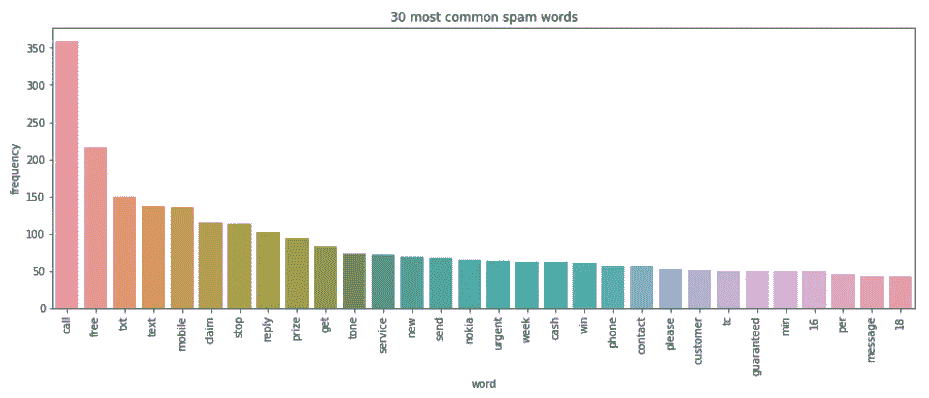 30 most common spam words
frequency
350
300
250
200
150
100
50
0
call
free
txt
text
mobile
claim
stop
reply
prize
get
tone
service
new
send
nokia
urgent
week
cash
win
phone
contact
please
customer
tc
guaranteed
min
16
per
message
18
word